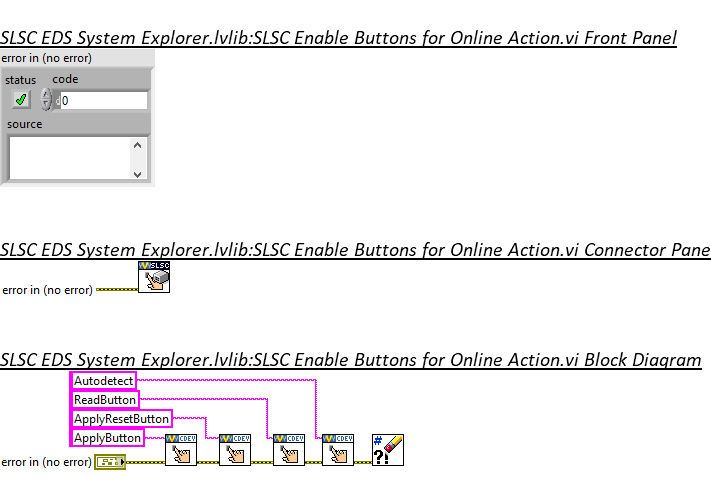 SLSC EDS System Explorer.lvlib:SLSC Enable Buttons for Online Action.vi Front Panel
error in (no error)
status code
d 0
source
SLSC EDS System Explorer.lvlib:SLSC Enable Buttons for Online Action.vi Connector Pane
SLSC
error in (no error)
SLSC EDS System Explorer.lvlib:SLSC Enable Buttons for Online Action.vi Block Diagram
Autodetect
ReadButton
ApplyResetButton
ApplyButton
CDEV CDEV CDEV CDEV # ?!
error in (no error)